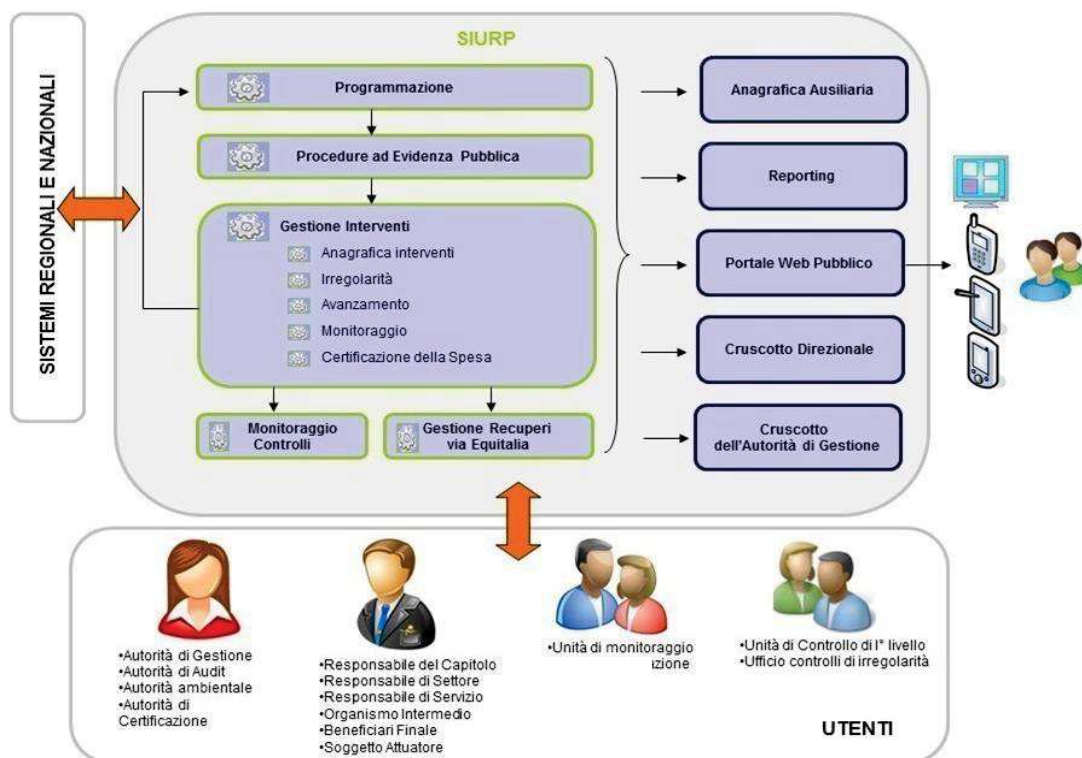 SIURP
SISTEMI REGIONALI E NAZIONALI
Programmazione
Procedure ad Evidenza Pubblica
Gestione Interventi
Anagrafica interventi
Irregolarità
Avanzamento
Monitoraggio
Certificazione della Spesa
Monitoraggio
Controlli
Gestione Recuperi
via Equitalia
Anagrafica Ausiliaria
Reporting
Portale Web Pubblico
Cruscotto Direzionale
Cruscotto
dell'Autorità di Gestione
•Autorità di Gestione
•Autorità di Audit
•Autorità ambientale
•Autorità di
Certificazione
•Responsabile del Capitolo
•Responsabile di Settore
•Responsabile di Servizio
•Organismo Intermedio
•Beneficiari Finale
•Soggetto Attuatore
•Unità di monitoraggio
izione
•Unità di Controllo di I° livello
•Ufficio controlli di irregolarità
UTENTI